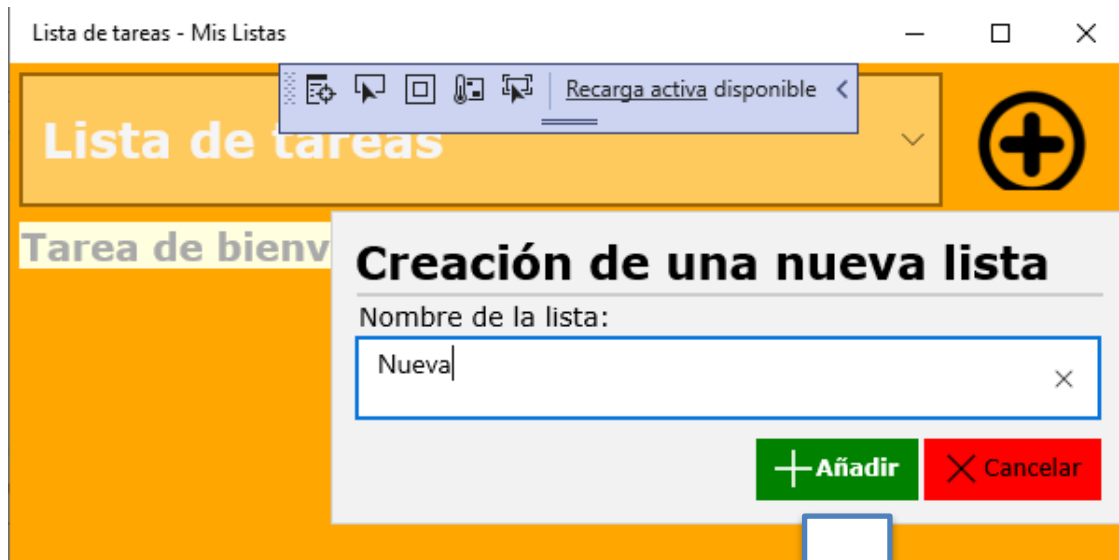 Lista de tareas - Mis Listas
Recarga activa disponible
Lista de tareas
Tarea de bienv
Creación de una nueva lista
Nombre de la lista:
Nueva
Añadir
Cancelar